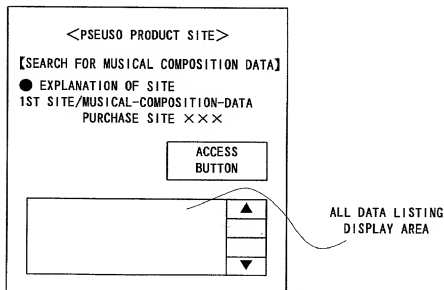 <PSEUSO PRODUCT SITE>
【SEARCH FOR MUSICAL COMPOSITION DATA】
● EXPLANATION OF SITE
1ST SITE/MUSICAL-COMPOSITION-DATA
PURCHASE SITE ×××
ACCESS
BUTTON
▲
▼
ALL DATA LISTING
DISPLAY AREA